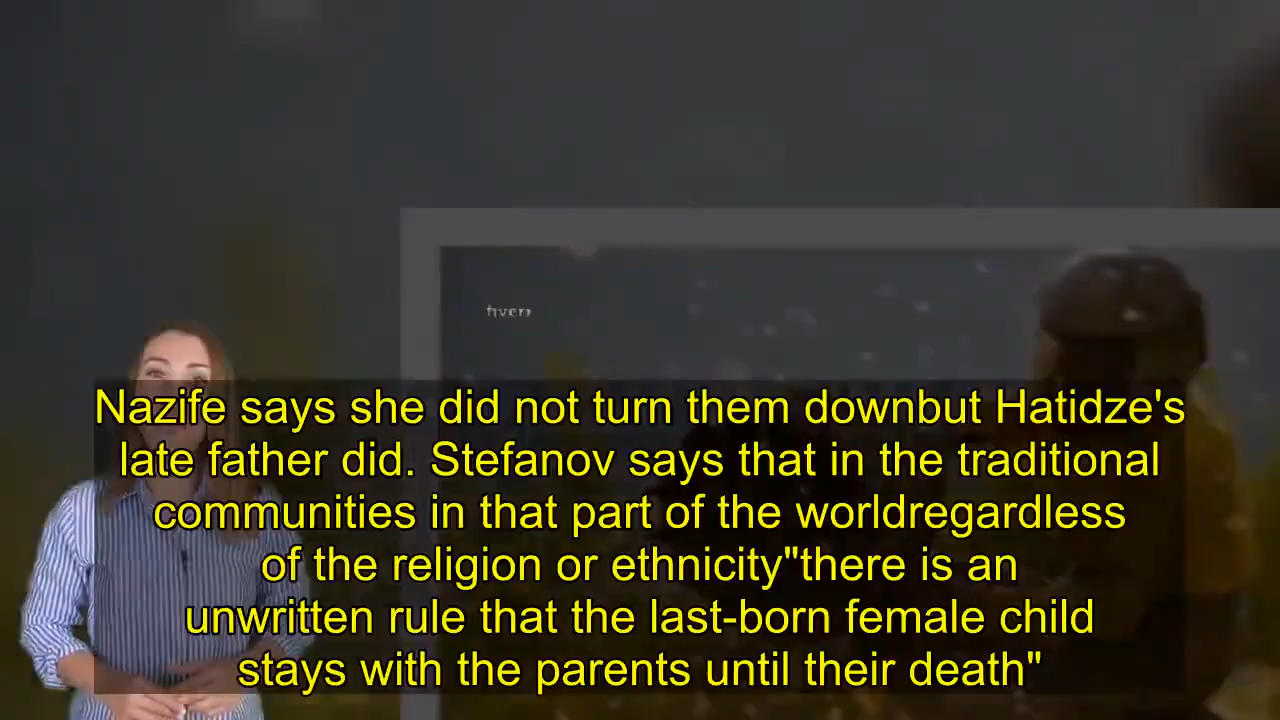 fiverr
Nazife says she did not turn them downbut Hatidze's
late father did. Stefanov says that in the traditional
communities in that part of the worldregardless
of the religion or ethnicity"there is an
unwritten rule that the last-born female child
stays with the parents until their death"